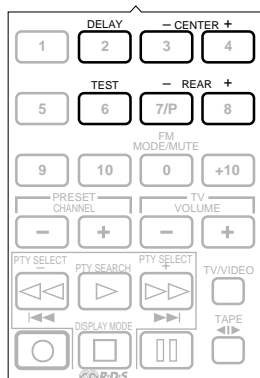 DELAY – CENTER +
1 2 3 4
TEST – REAR +
5 6 7/P 8
FM
MODE/MUTE
9 10 0 +10
PRESET TV
CHANNEL VOLUME
– + – +
PTY SELECT PTY SEARCH PTY SELECT TV/VIDEO
– +
DISPLAY MODE TAPE
R·D·S